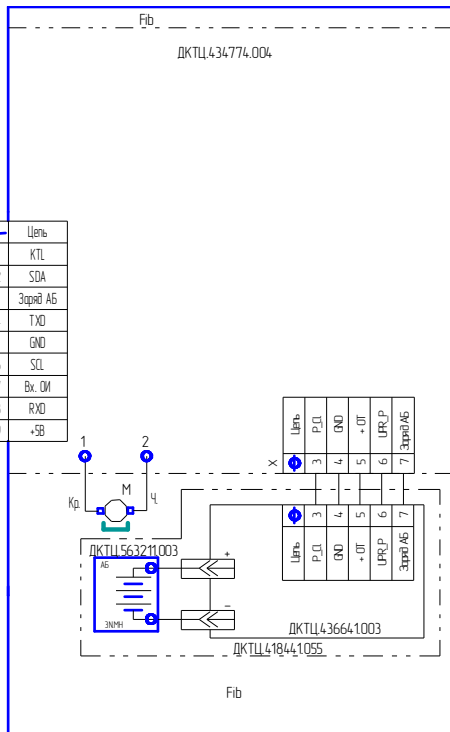 Fib
ДКТЦ.434774.004
Цепь
KTL
SDA
Заряд АБ
TXD
GND
SCL
Вх. ОИ
RXD
+5В
1
2
М
Кр.
Ч.
X
Цепь
P_CL
3
GND
4
+ ОТ
5
UPR_P
6
Заряд АБ
7
3
4
5
6
7
Цепь
P_CL
GND
+ ОТ
UPR_P
Заряд АБ
ДКТЦ.563211.003
АБ
+
3NMH
−
ДКТЦ.436641.003
ДКТЦ.418441.055
Fib